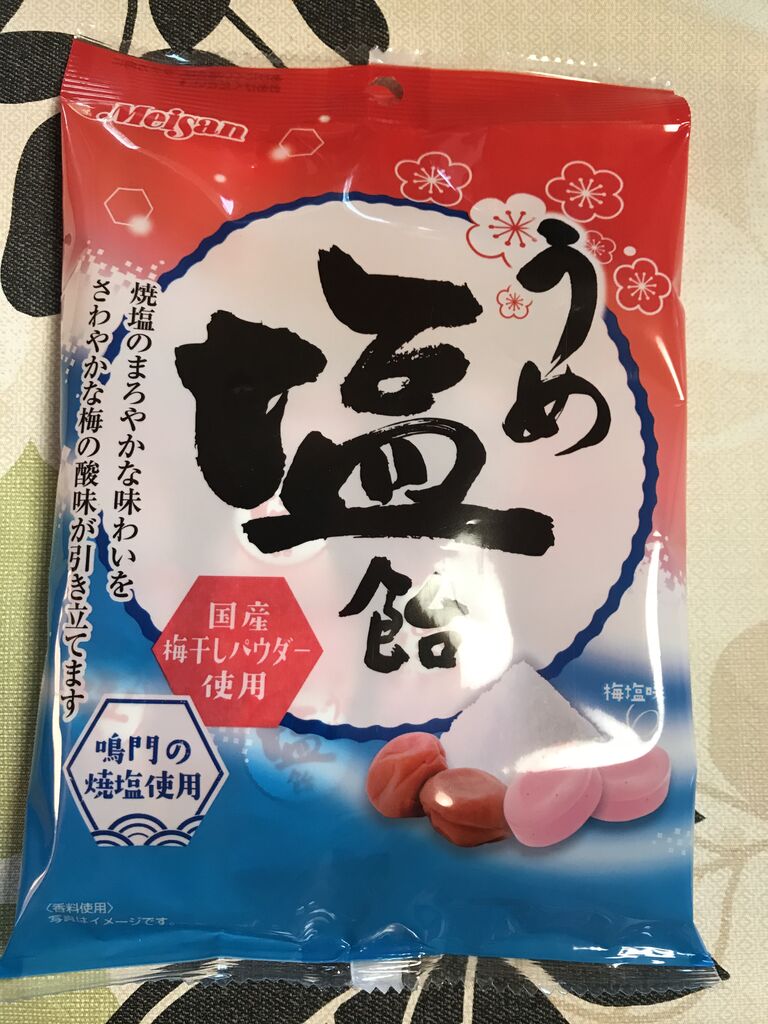 Meisan
うめ
塩
飴
焼塩のまろやかな味わいを
さわやかな梅の酸味が引き立てます
国産
梅干しパウダー
使用
鳴門の
焼塩使用
梅塩味
〈香料使用〉
写真はイメージです。